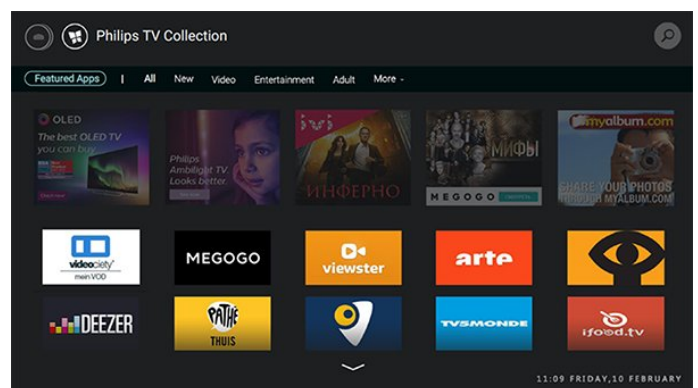 Philips TV Collection
Featured Apps | All New Video Entertainment Adult More
OLED
The best OLED TV
you can buy
Philips
Ambilight TV.
Looks better.
ivi
ИНФЕРНО
МИФЫ
MEGOGO
myalbum.com
SHARE YOUR PHOTOS
THROUGH MYALBUM.COM
videociety
mein VOD
MEGOGO
viewster
arte
DEEZER
PATHÉ
THUIS
TV5MONDE
ifood.tv
11:09 FRIDAY,10 FEBRUARY